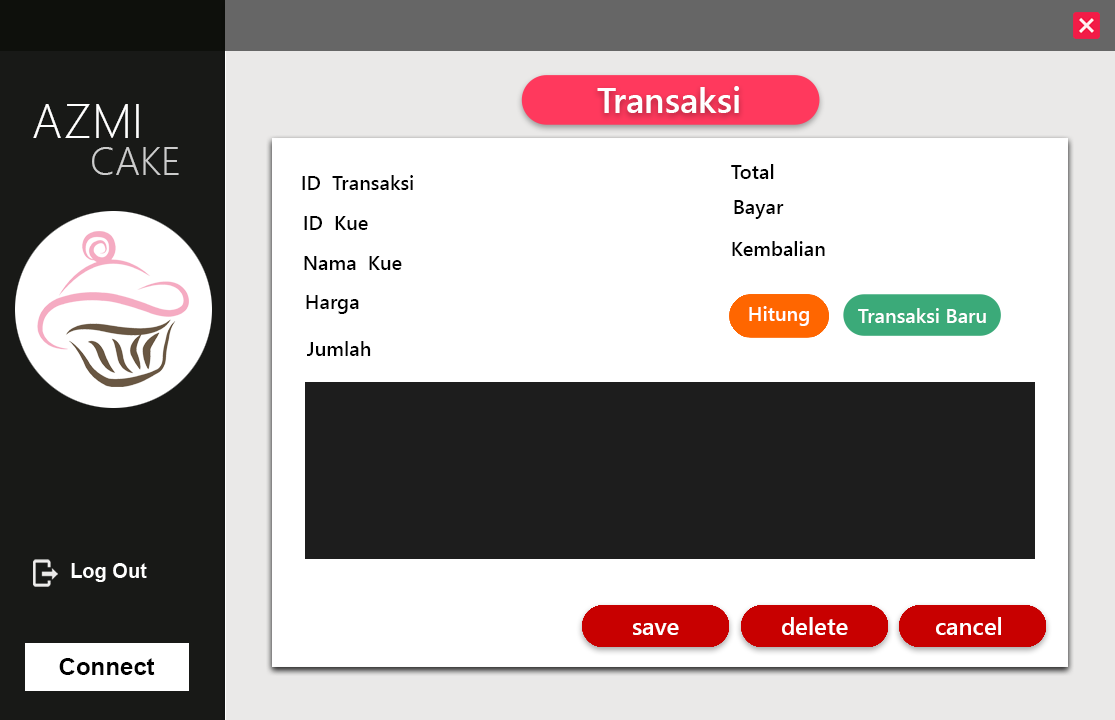 AZMI
CAKE
Log Out
Connect
Transaksi
ID Transaksi
ID Kue
Nama Kue
Harga
Jumlah
Total
Bayar
Kembalian
Hitung
Transaksi Baru
save
delete
cancel